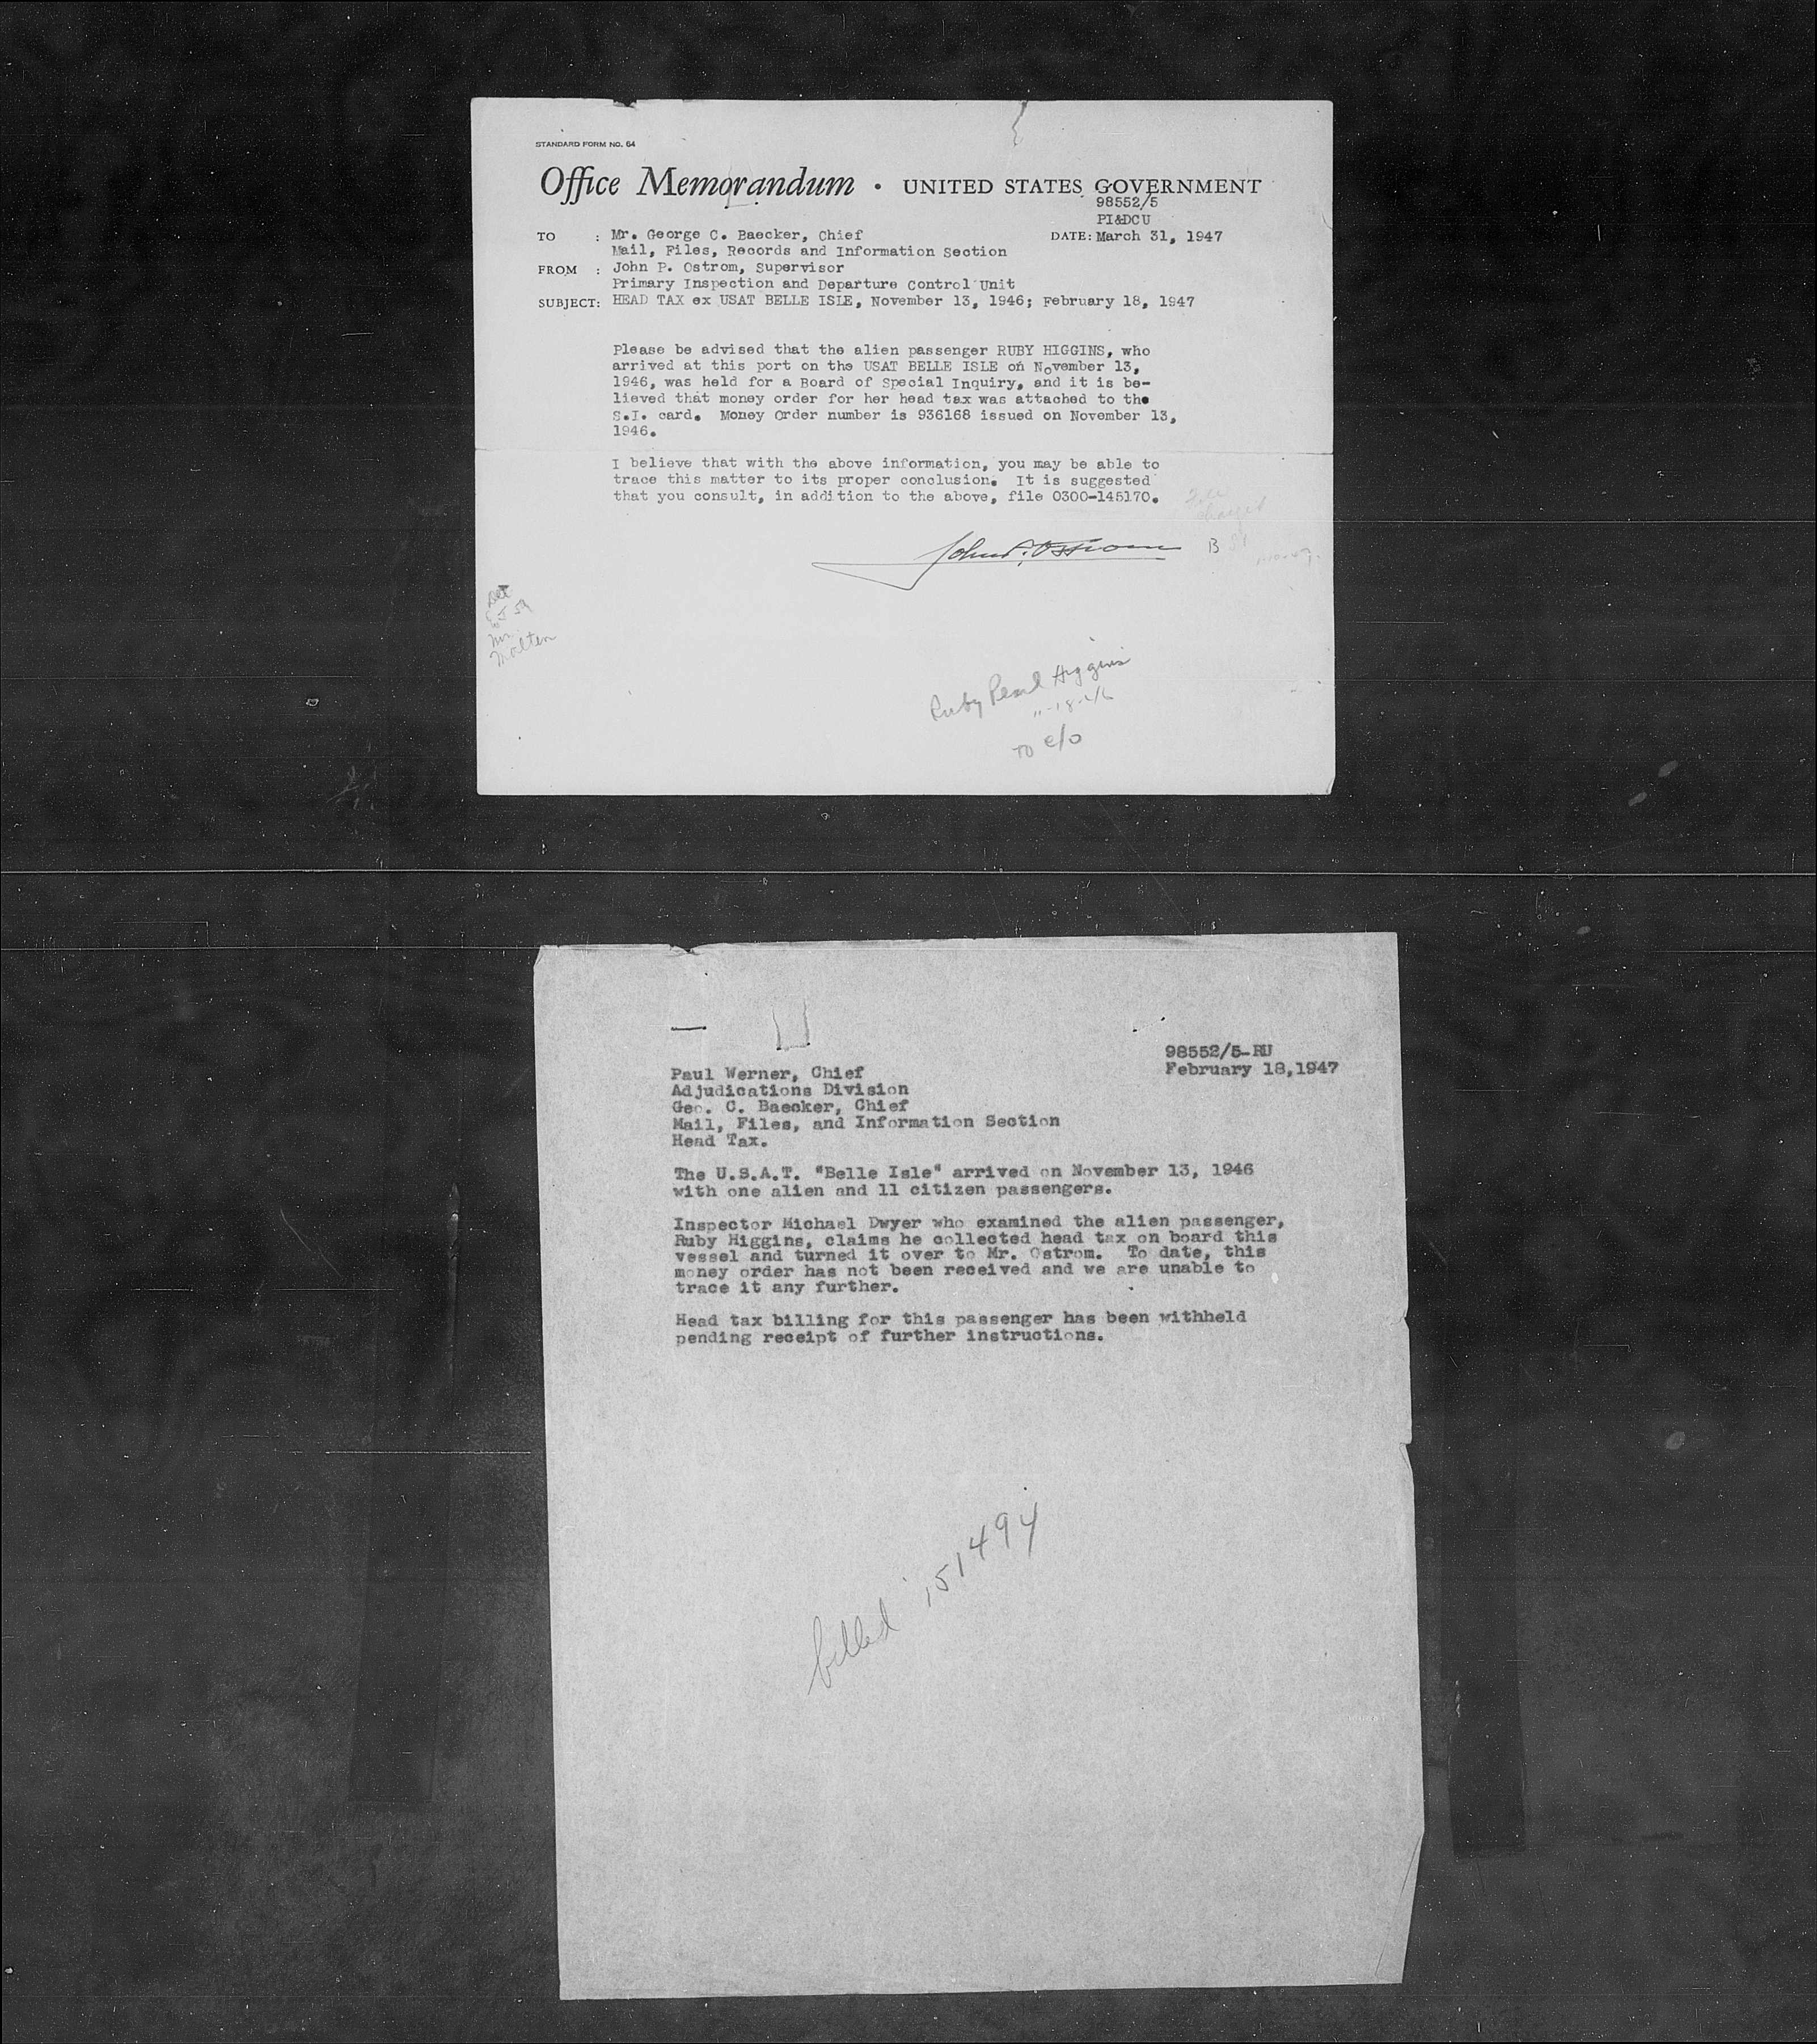 STANDARD FORM NO. 64
Office Memorandum • UNITED STATES GOVERNMENT
98552/5
PI&DCU
TO : Mr. George C. Baecker, Chief DATE: March 31, 1947
Mail, Files, Records and Information Section
FROM : John P. Ostrom, Supervisor
Primary Inspection and Departure Control Unit
SUBJECT: HEAD TAX ex USAT BELLE ISLE, November 13, 1946; February 18, 1947
Please be advised that the alien passenger RUBY HIGGINS, who
arrived at this port on the USAT BELLE ISLE on November 13,
1946, was held for a Board of Special Inquiry, and it is be-
lieved that money order for her head tax was attached to the
S.I. card. Money Order number is 936168 issued on November 13,
1946.
I believe that with the above information, you may be able to
trace this matter to its proper conclusion. It is suggested
that you consult, in addition to the above, file 0300-145170.
File
charged
John P. Ostrom B
Mr.
Malten
Ruby Pearl Higgins
11-18-46
TO c/o
98552/5-RU
February 18,1947
Paul Werner, Chief
Adjudications Division
Geo. C. Baecker, Chief
Mail, Files, and Information Section
Head Tax.
The U.S.A.T. "Belle Isle" arrived on November 13, 1946
with one alien and 11 citizen passengers.
Inspector Michael Dwyer who examined the alien passenger,
Ruby Higgins, claims he collected head tax on board this
vessel and turned it over to Mr. Ostrom. To date, this
money order has not been received and we are unable to
trace it any further.
Head tax billing for this passenger has been withheld
pending receipt of further instructions.
billed 151494